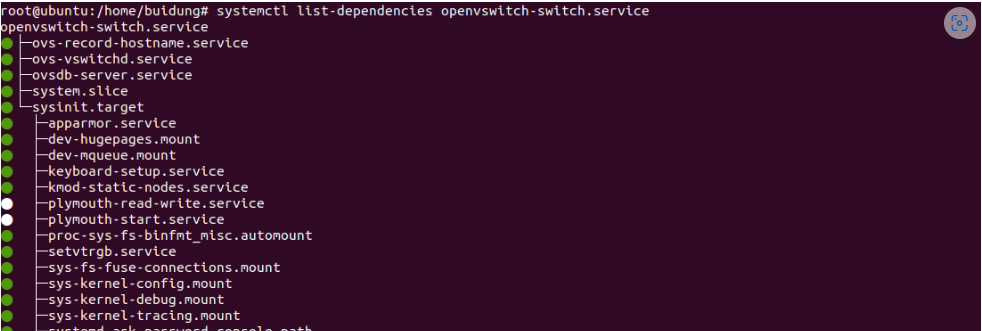 root@ubuntu:/home/buidung# systemctl list-dependencies openvswitch-switch.service
openvswitch-switch.service
● ├─ovs-record-hostname.service
● ├─ovs-vswitchd.service
● ├─ovsdb-server.service
● ├─system.slice
● └─sysinit.target
●   ├─apparmor.service
●   ├─dev-hugepages.mount
●   ├─dev-mqueue.mount
●   ├─keyboard-setup.service
●   ├─kmod-static-nodes.service
●   ├─plymouth-read-write.service
●   ├─plymouth-start.service
●   ├─proc-sys-fs-binfmt_misc.automount
●   ├─setvtrgb.service
●   ├─sys-fs-fuse-connections.mount
●   ├─sys-kernel-config.mount
●   ├─sys-kernel-debug.mount
●   ├─sys-kernel-tracing.mount
●   ├─systemd-ask-password-console.path